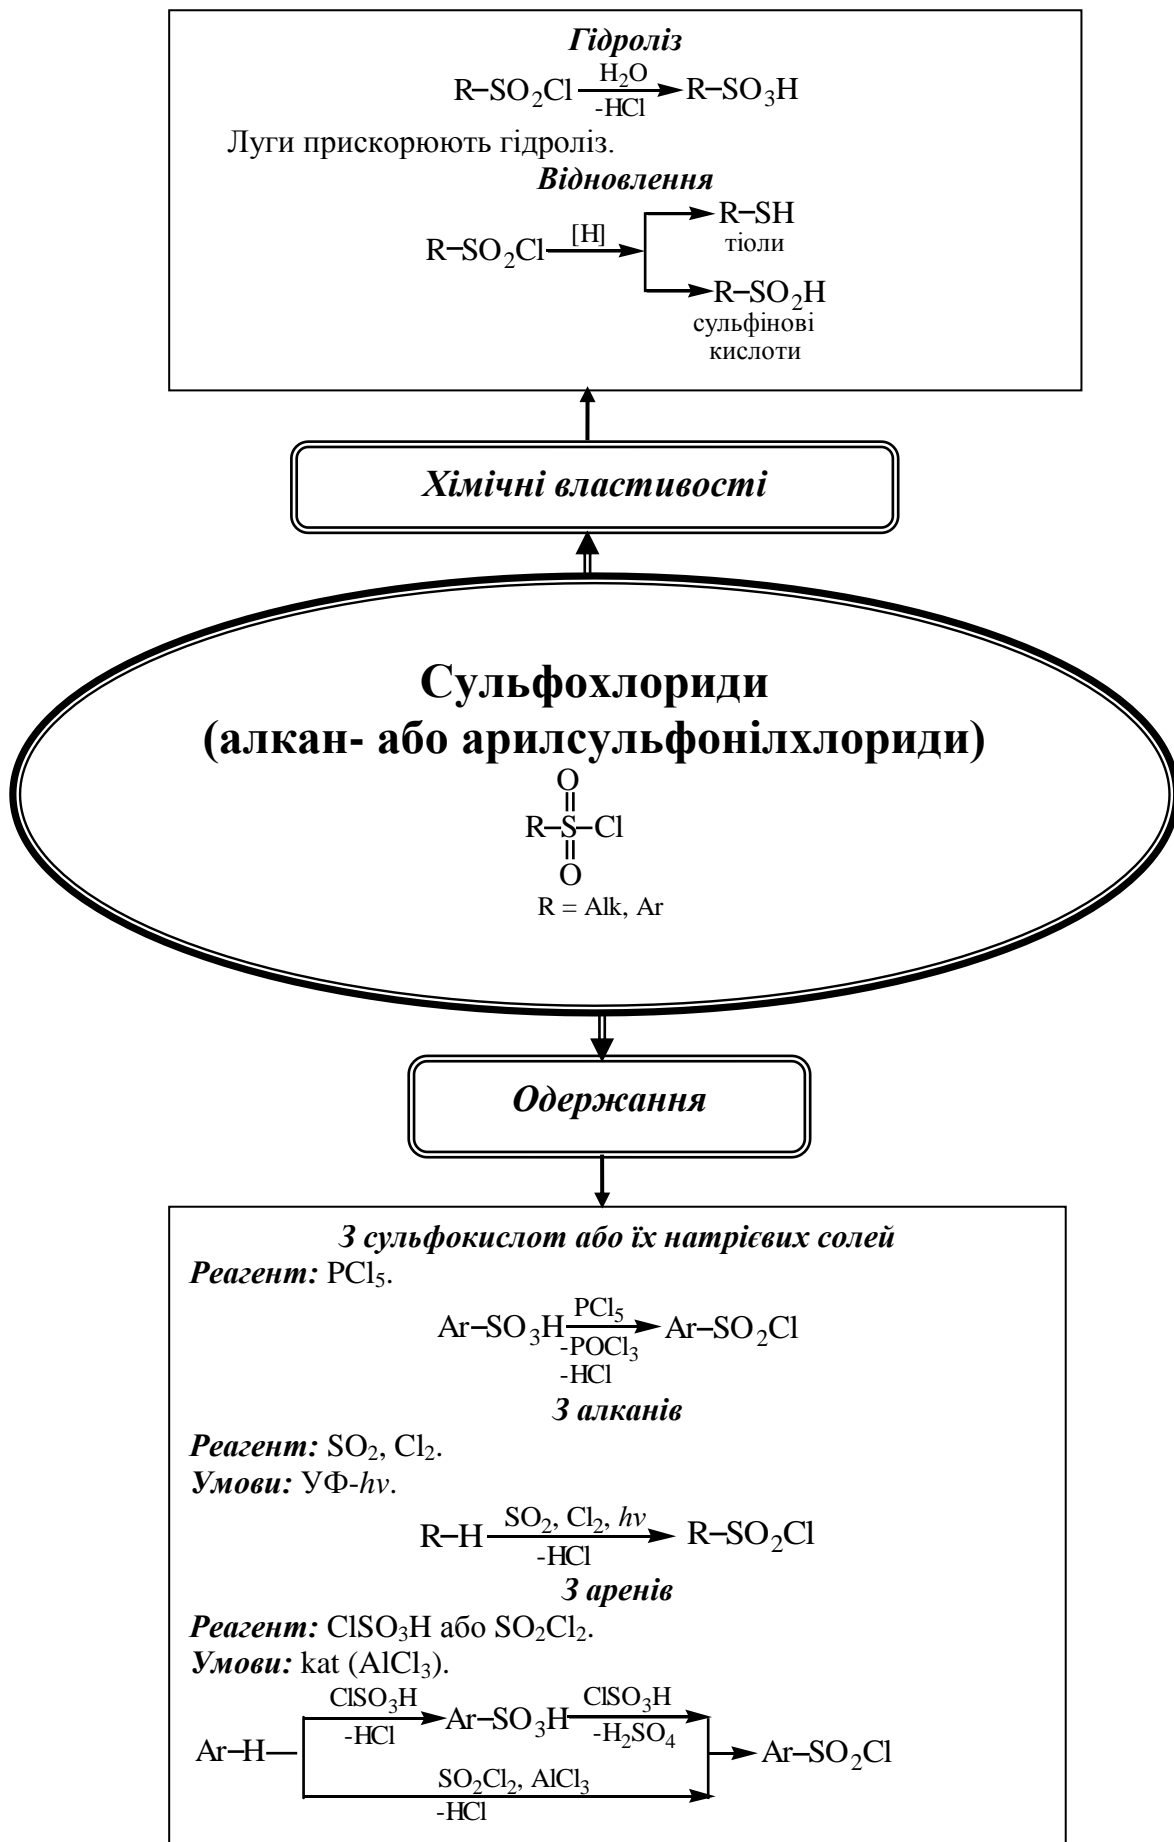 Гідроліз
H₂O
R–SO₂Cl → R–SO₃H
-HCl
Луги прискорюють гідроліз.
Відновлення
R–SH
тіоли
[H]
R–SO₂Cl
R–SO₂H
сульфінові
кислоти
Хімічні властивості
Сульфохлориди
(алкан- або арилсульфонілхлориди)
O
R–S–Cl
O
R = Alk, Ar
Одержання
З сульфокислот або їх натрієвих солей
Реагент: PCl₅.
PCl₅
Ar–SO₃H → Ar–SO₂Cl
-POCl₃
-HCl
З алканів
Реагент: SO₂, Cl₂.
Умови: УФ-hν.
SO₂, Cl₂, hν
R–H → R–SO₂Cl
-HCl
З аренів
Реагент: ClSO₃H або SO₂Cl₂.
Умови: kat (AlCl₃).
ClSO₃H ClSO₃H
Ar–SO₃H
-HCl -H₂SO₄
Ar–H Ar–SO₂Cl
SO₂Cl₂, AlCl₃
-HCl